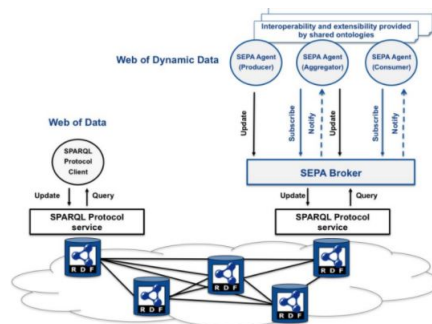 Interoperability and extensibility provided
by shared ontologies
Web of Dynamic Data
SEPA Agent
(Producer)
SEPA Agent
(Aggregator)
SEPA Agent
(Consumer)
Update
Subscribe
Notify
Update
Subscribe
Notify
Web of Data
SPARQL
Protocol
Client
SEPA Broker
Update
Query
Update
Query
SPARQL Protocol
service
SPARQL Protocol
service
RDF
RDF
RDF
RDF
RDF